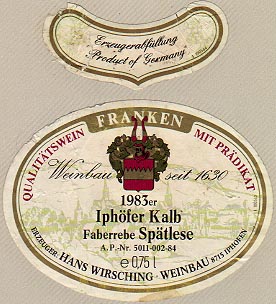 Erzeugerabfüllung
Product of Germany
FRANKEN
QUALITÄTSWEIN MIT PRÄDIKAT
Weinbau seit 1630
1983er
Iphöfer Kalb
Faberrebe Spätlese
A.P.-Nr. 5011-002-84
e 0,75 l
ERZEUGER: HANS WIRSCHING · WEINBAU 8715 IPHOFEN